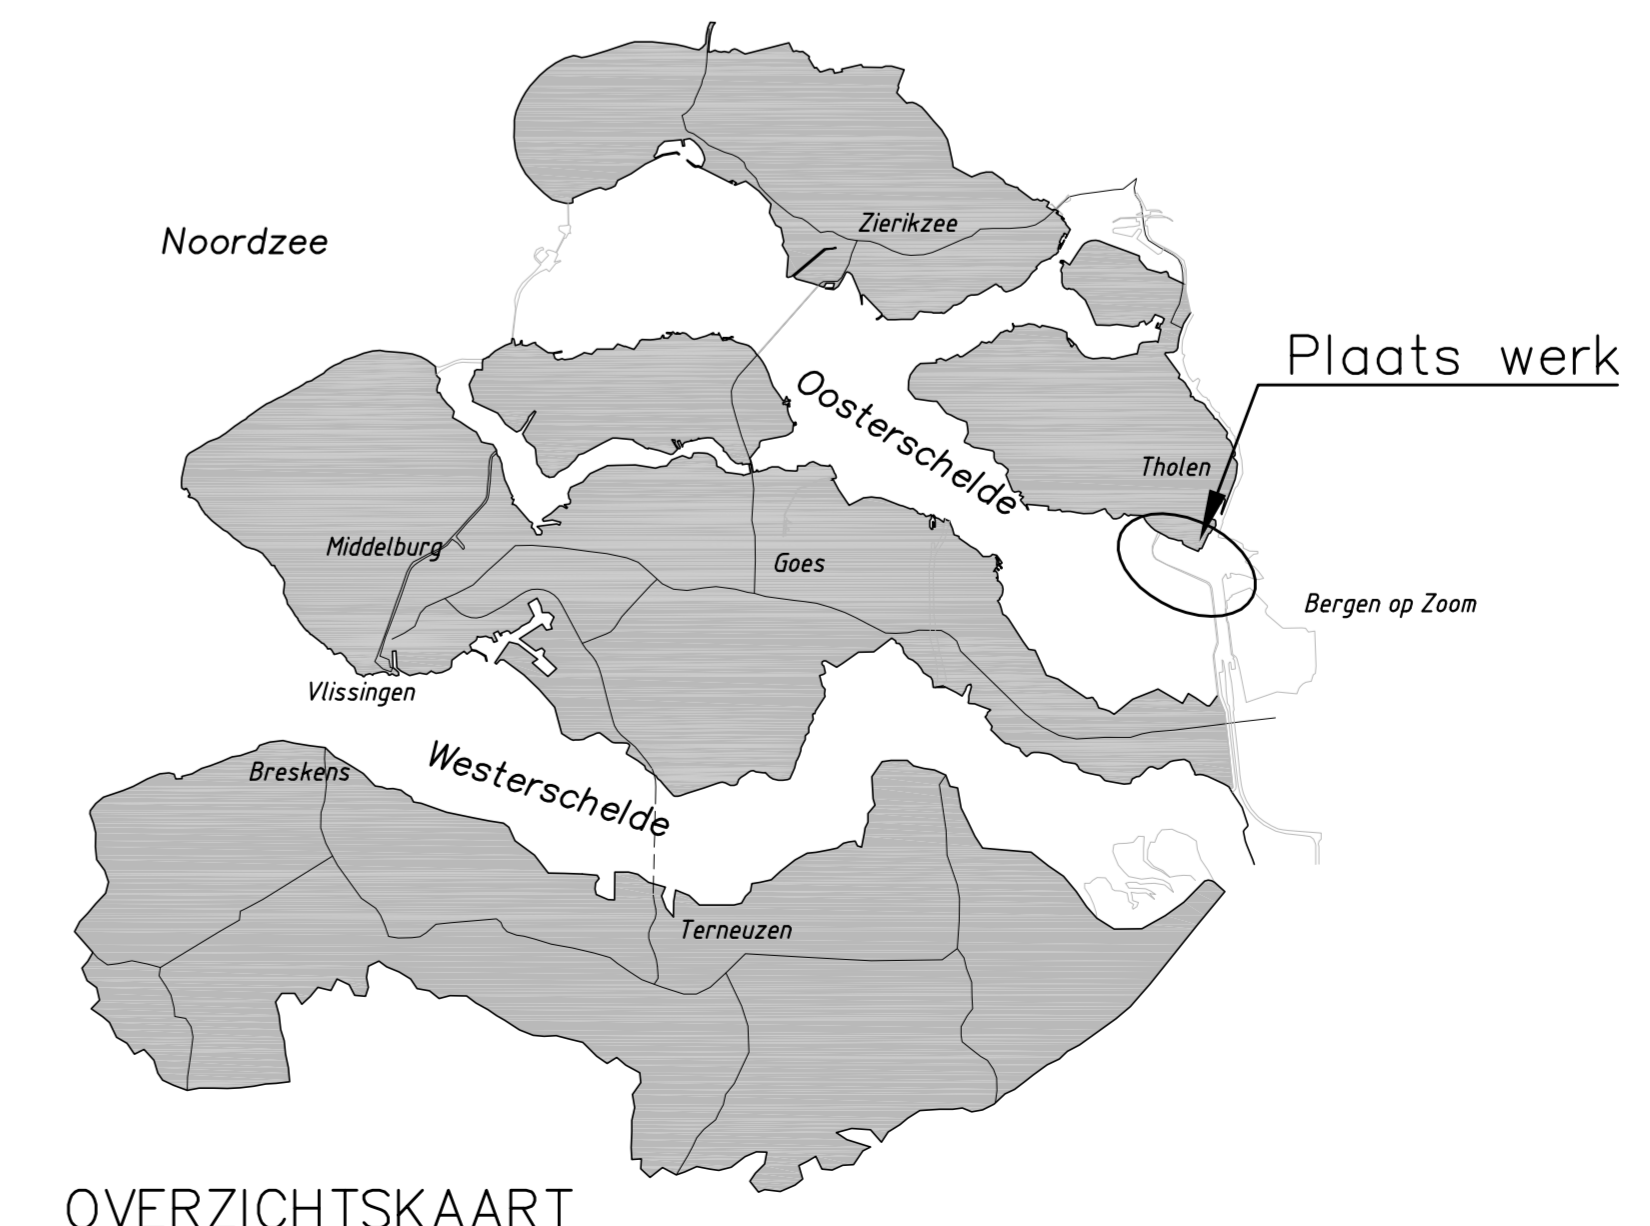 Noordzee
Zierikzee
Plaats werk
Oosterschelde
Tholen
Middelburg
Goes
Bergen op Zoom
Vlissingen
Westerschelde
Breskens
Terneuzen
OVERZICHTSKAART